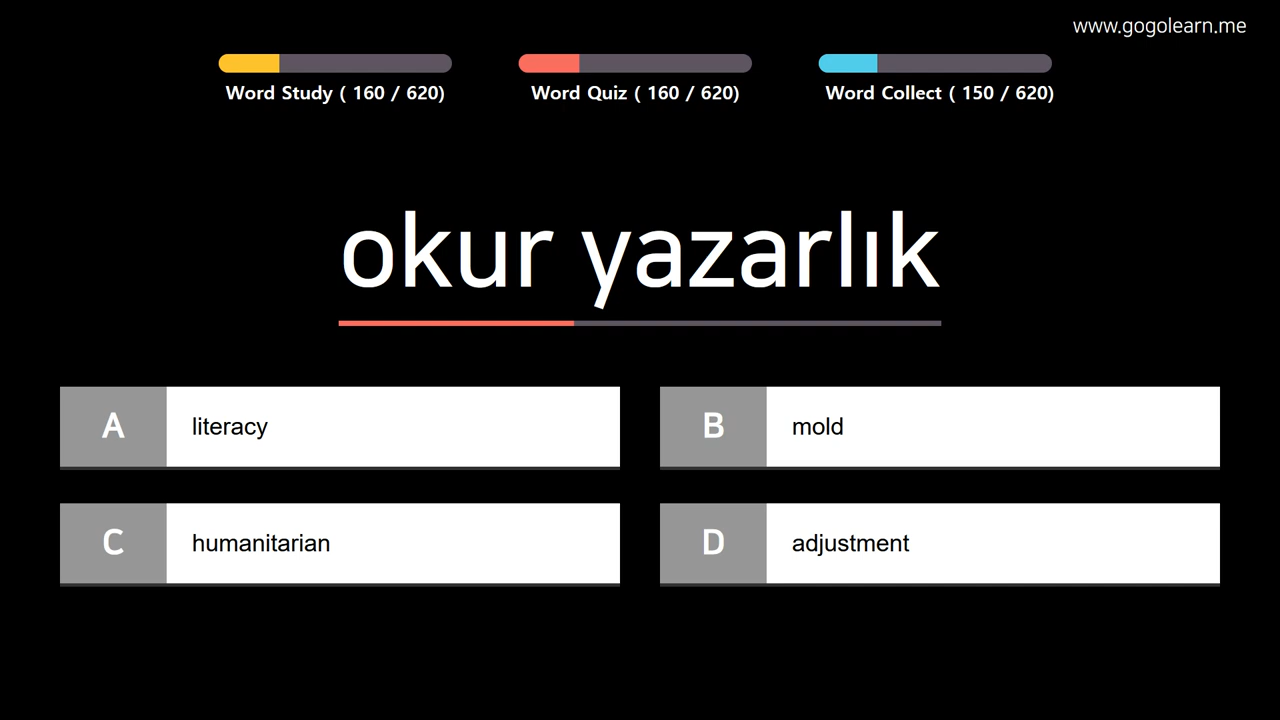 www.gogolearn.me
Word Study ( 160 / 620)
Word Quiz ( 160 / 620)
Word Collect ( 150 / 620)
okur yazarlık
A
literacy
B
mold
C
humanitarian
D
adjustment